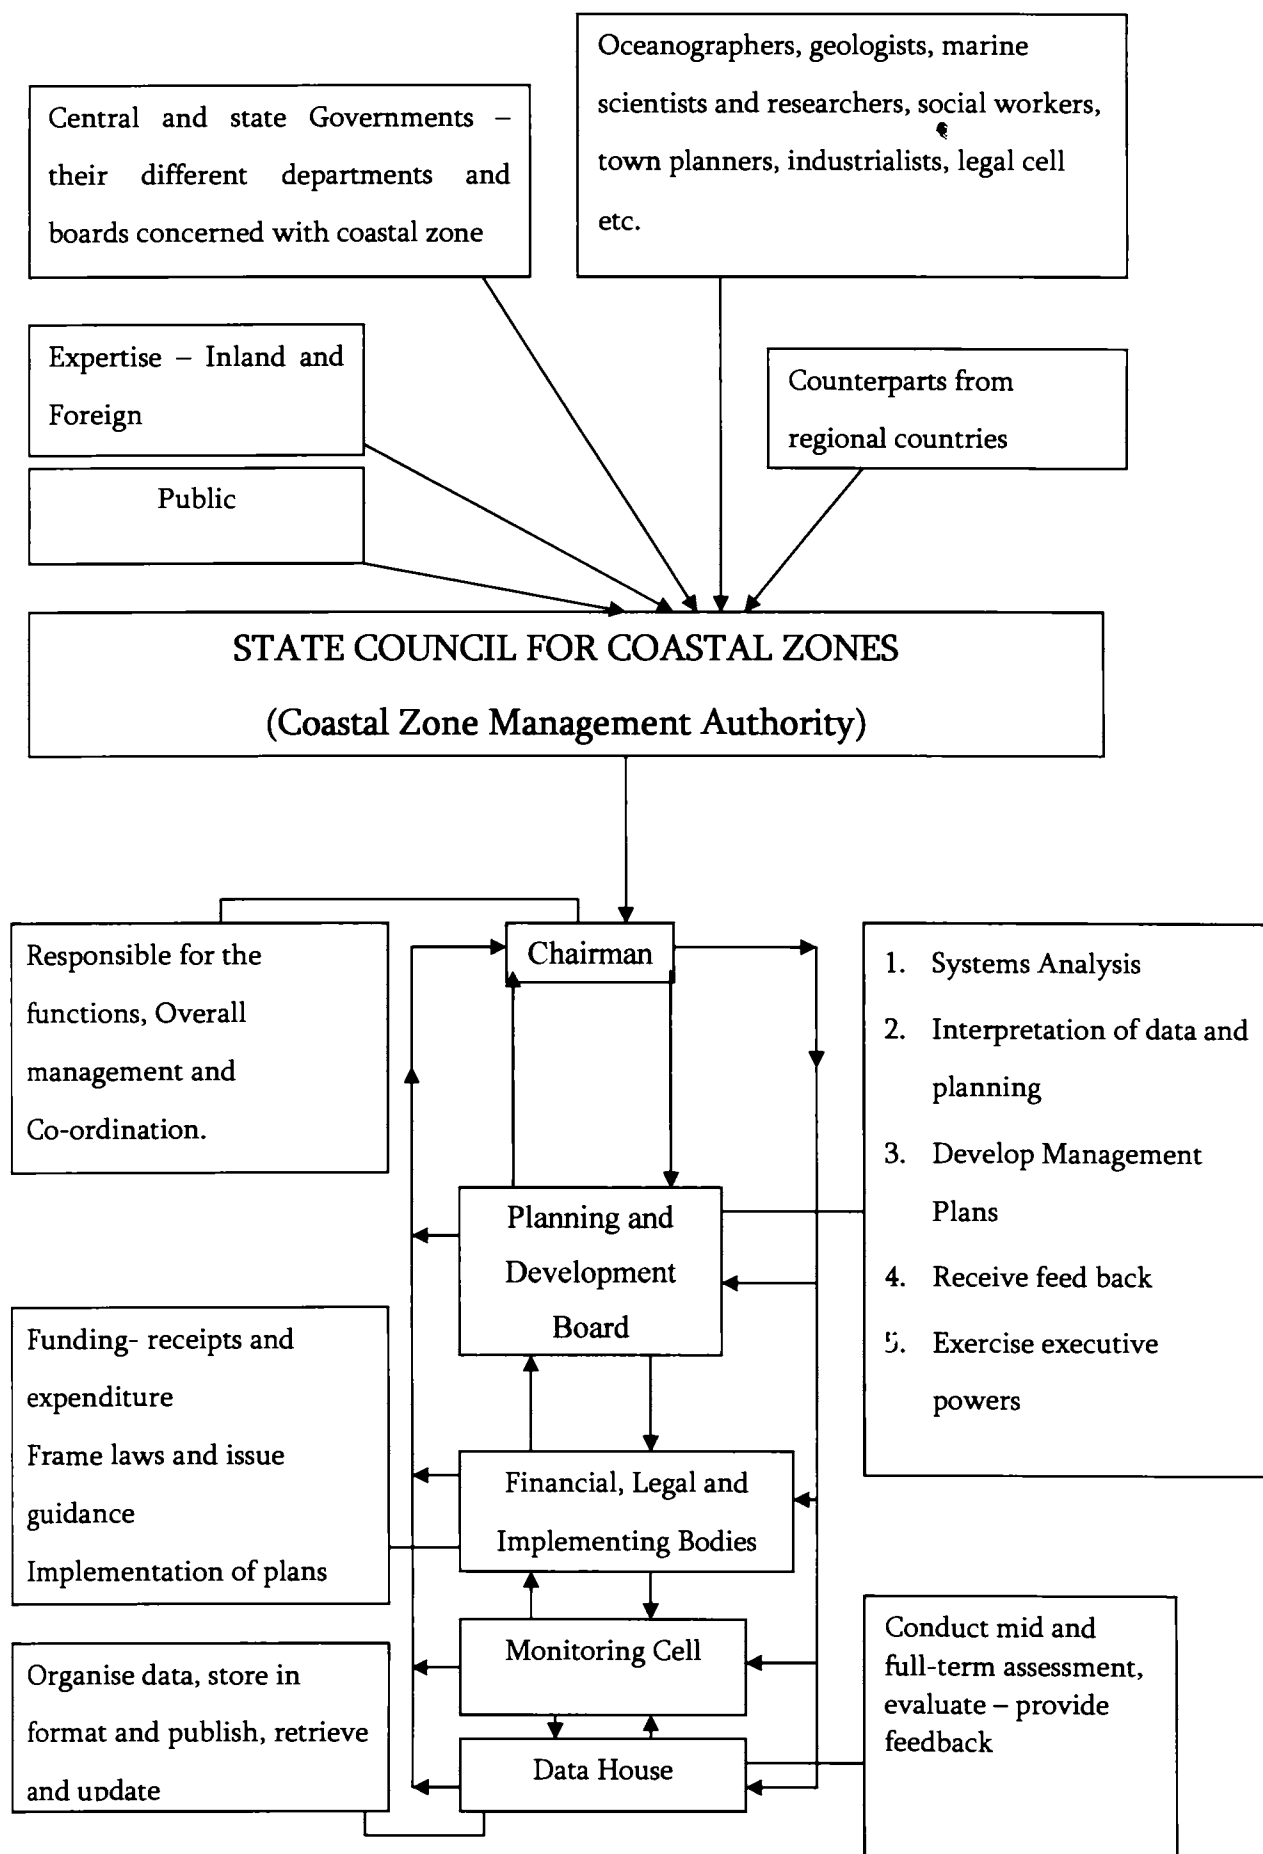 Oceanographers, geologists, marine
scientists and researchers, social workers,
town planners, industrialists, legal cell
etc.
Central and state Governments –
their different departments and
boards concerned with coastal zone
Expertise – Inland and
Foreign
Counterparts from
regional countries
Public
STATE COUNCIL FOR COASTAL ZONES
(Coastal Zone Management Authority)
Responsible for the
functions, Overall
management and
Co-ordination.
Chairman
1. Systems Analysis
2. Interpretation of data and
planning
3. Develop Management
Plans
4. Receive feed back
5. Exercise executive
powers
Planning and
Development
Board
Funding- receipts and
expenditure
Frame laws and issue
guidance
Implementation of plans
Financial, Legal and
Implementing Bodies
Monitoring Cell
Conduct mid and
full-term assessment,
evaluate – provide
feedback
Organise data, store in
format and publish, retrieve
and update
Data House